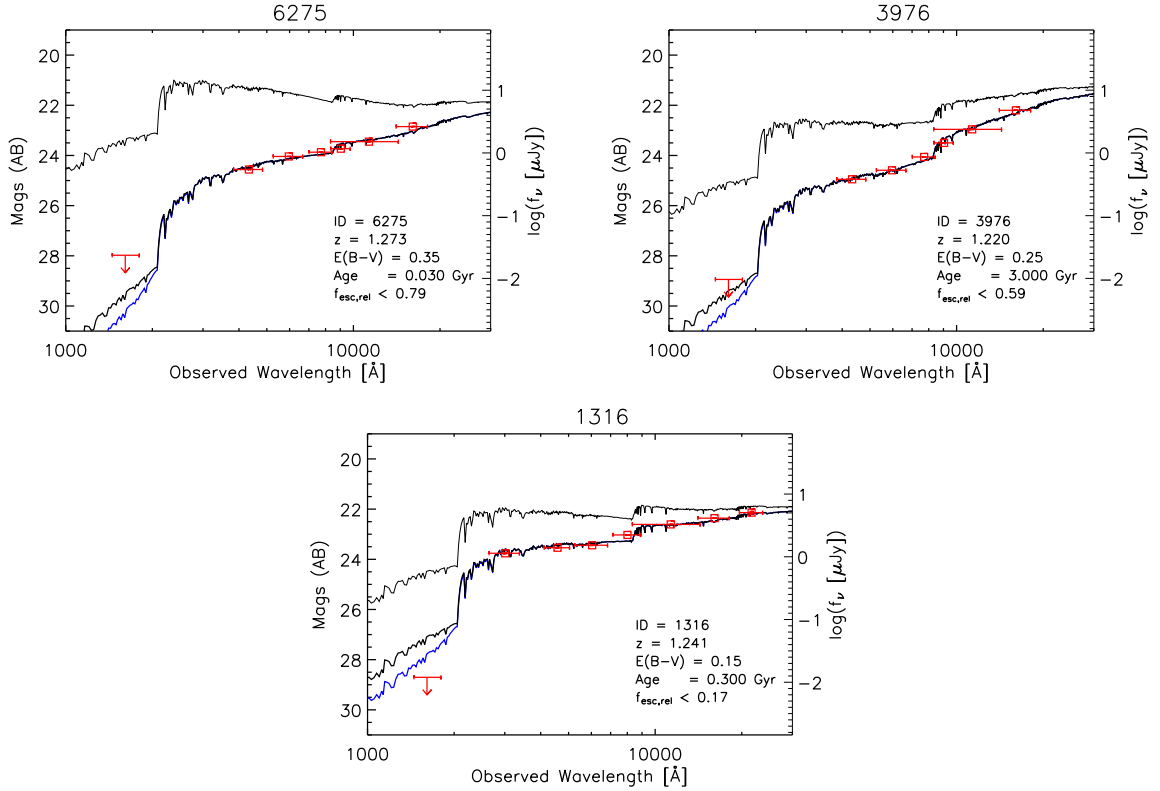 6275
20
22
24
26
28
30
Mags (AB)
1
0
−1
−2
log(fν [μJy])
ID = 6275
z = 1.273
E(B−V) = 0.35
Age = 0.030 Gyr
fesc,rel < 0.79
1000
10000
Observed Wavelength [Å]
3976
20
22
24
26
28
30
Mags (AB)
1
0
−1
−2
log(fν [μJy])
ID = 3976
z = 1.220
E(B−V) = 0.25
Age = 3.000 Gyr
fesc,rel < 0.59
1000
10000
Observed Wavelength [Å]
1316
20
22
24
26
28
30
Mags (AB)
1
0
−1
−2
log(fν [μJy])
ID = 1316
z = 1.241
E(B−V) = 0.15
Age = 0.300 Gyr
fesc,rel < 0.17
1000
10000
Observed Wavelength [Å]